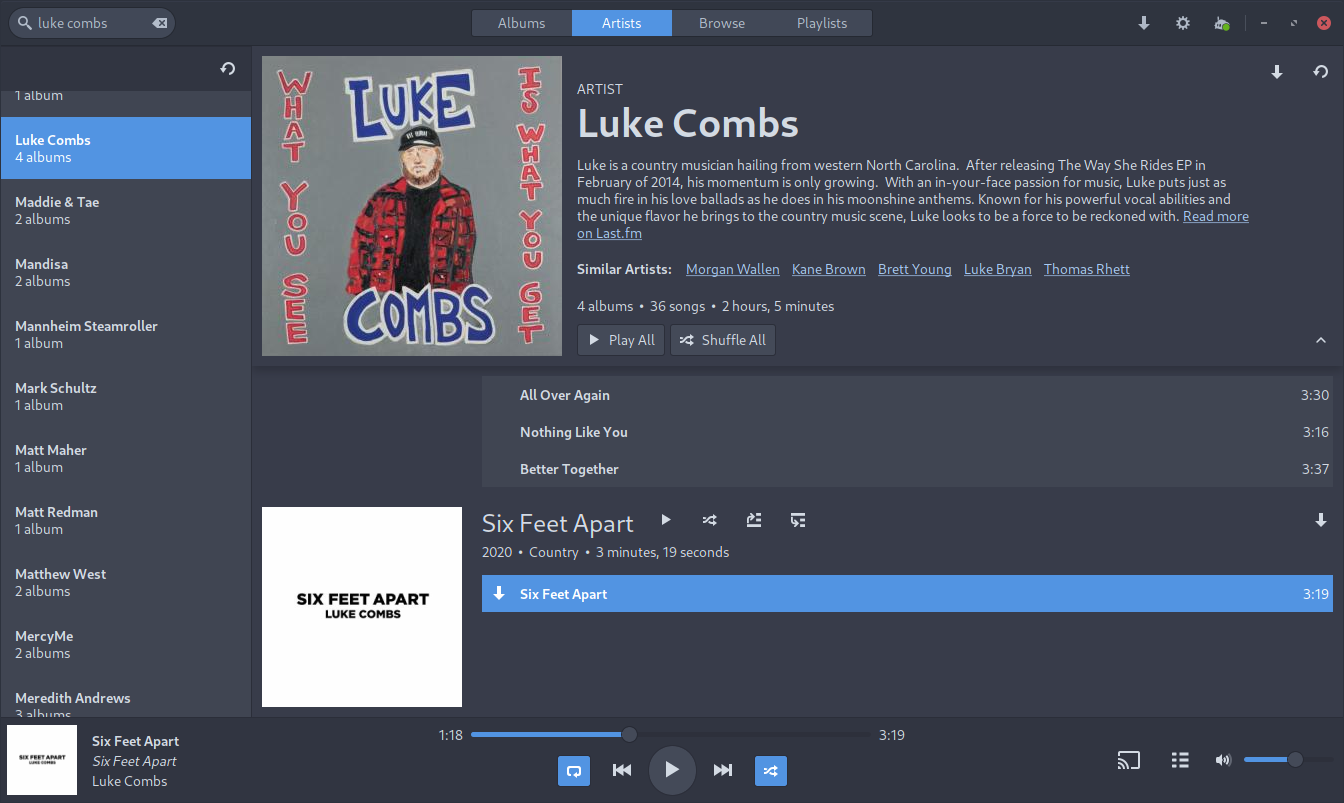 luke combs
Albums
Artists
Browse
Playlists
1 album
Luke Combs
4 albums
Maddie & Tae
2 albums
Mandisa
2 albums
Mannheim Steamroller
1 album
Mark Schultz
1 album
Matt Maher
1 album
Matt Redman
1 album
Matthew West
2 albums
MercyMe
2 albums
Meredith Andrews
3 albums
WHAT YOU SEE
LUKE
COMBS
IS WHAT YOU GET
ARTIST
Luke Combs
Luke is a country musician hailing from western North Carolina.  After releasing The Way She Rides EP in
February of 2014, his momentum is only growing.  With an in-your-face passion for music, Luke puts just as
much fire in his love ballads as he does in his moonshine anthems. Known for his powerful vocal abilities and
the unique flavor he brings to the country music scene, Luke looks to be a force to be reckoned with. Read more
on Last.fm
Similar Artists: Morgan Wallen Kane Brown Brett Young Luke Bryan Thomas Rhett
4 albums • 36 songs • 2 hours, 5 minutes
Play All
Shuffle All
All Over Again 3:30
Nothing Like You 3:16
Better Together 3:37
SIX FEET APART
LUKE COMBS
Six Feet Apart
2020 • Country • 3 minutes, 19 seconds
Six Feet Apart 3:19
SIX FEET APART
LUKE COMBS
Six Feet Apart
Six Feet Apart
Luke Combs
1:18
3:19